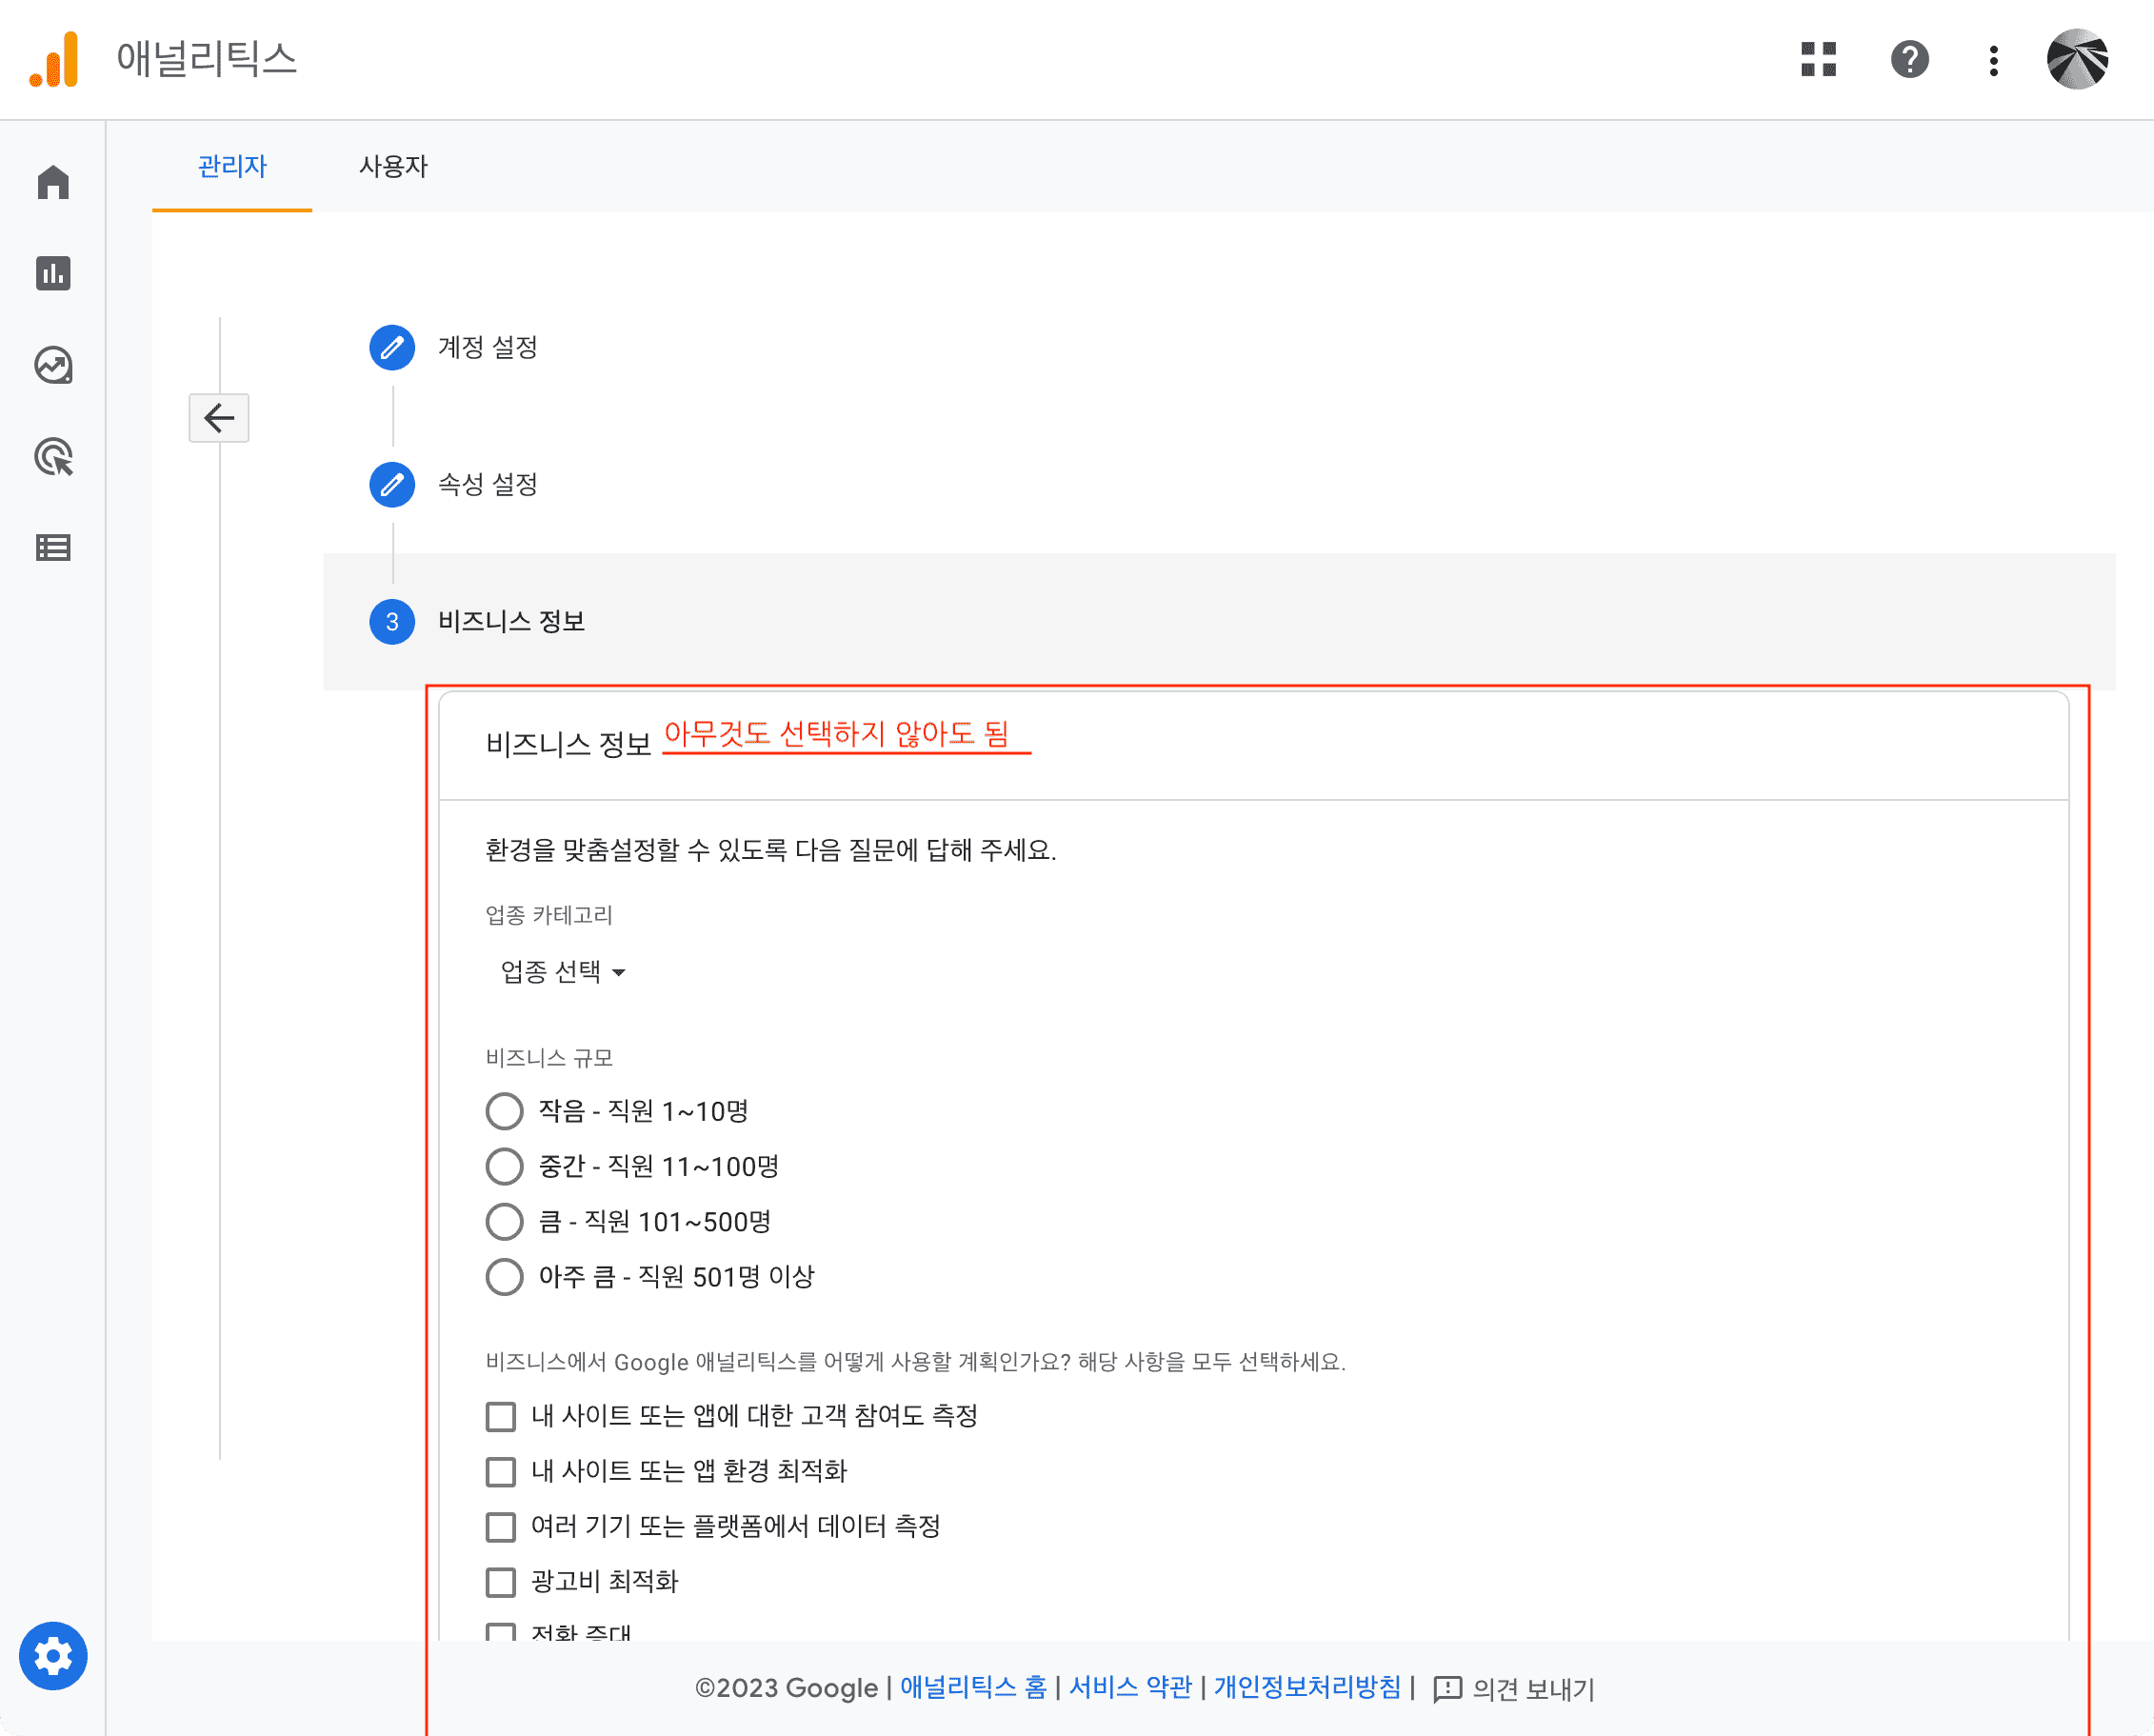 애널리틱스
관리자 사용자
계정 설정
속성 설정
3 비즈니스 정보
비즈니스 정보 아무것도 선택하지 않아도 됨
환경을 맞춤설정할 수 있도록 다음 질문에 답해 주세요.
업종 카테고리
업종 선택
비즈니스 규모
작음 - 직원 1~10명
중간 - 직원 11~100명
큼 - 직원 101~500명
아주 큼 - 직원 501명 이상
비즈니스에서 Google 애널리틱스를 어떻게 사용할 계획인가요? 해당 사항을 모두 선택하세요.
내 사이트 또는 앱에 대한 고객 참여도 측정
내 사이트 또는 앱 환경 최적화
여러 기기 또는 플랫폼에서 데이터 측정
광고비 최적화
전환 증대
©2023 Google | 애널리틱스 홈 | 서비스 약관 | 개인정보처리방침 | 의견 보내기